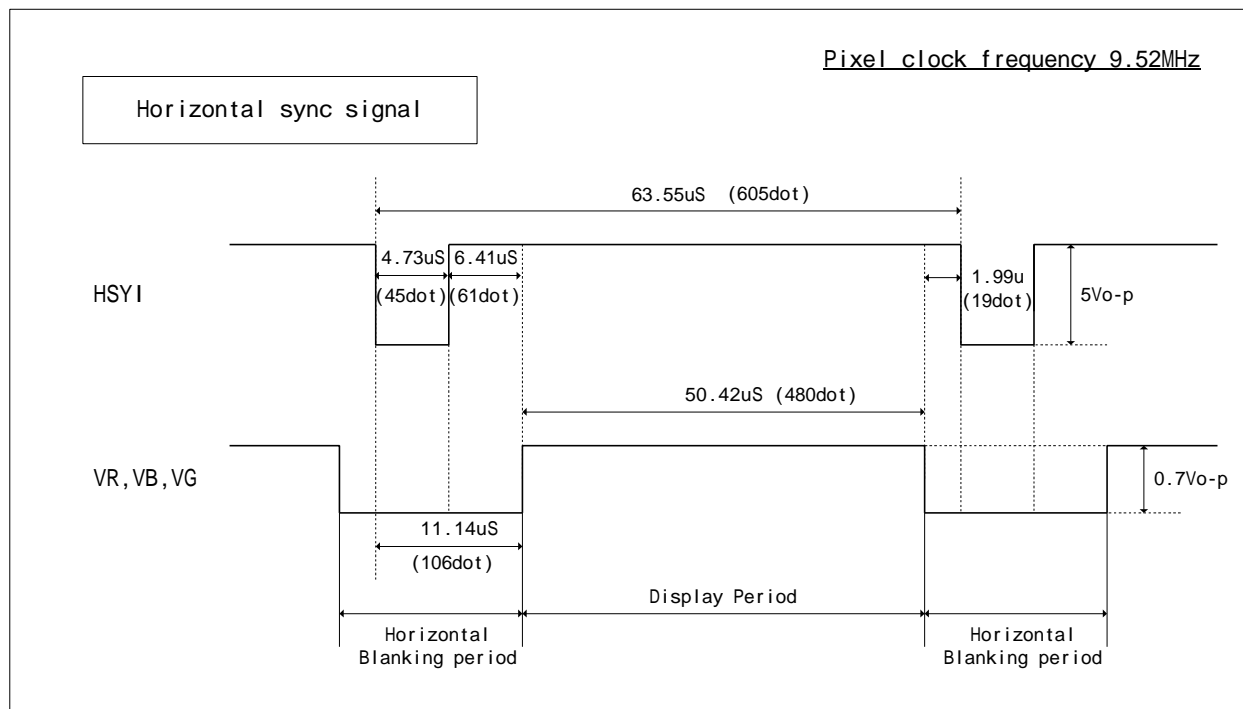 Pixel clock frequency 9.52MHz
Horizontal sync signal
63.55uS (605dot)
4.73uS
(45dot)
6.41uS
(61dot)
1.99u
(19dot)
HSYI
5Vo-p
50.42uS (480dot)
VR,VB,VG
0.7Vo-p
11.14uS
(106dot)
Display Period
Horizontal
Blanking period
Horizontal
Blanking period